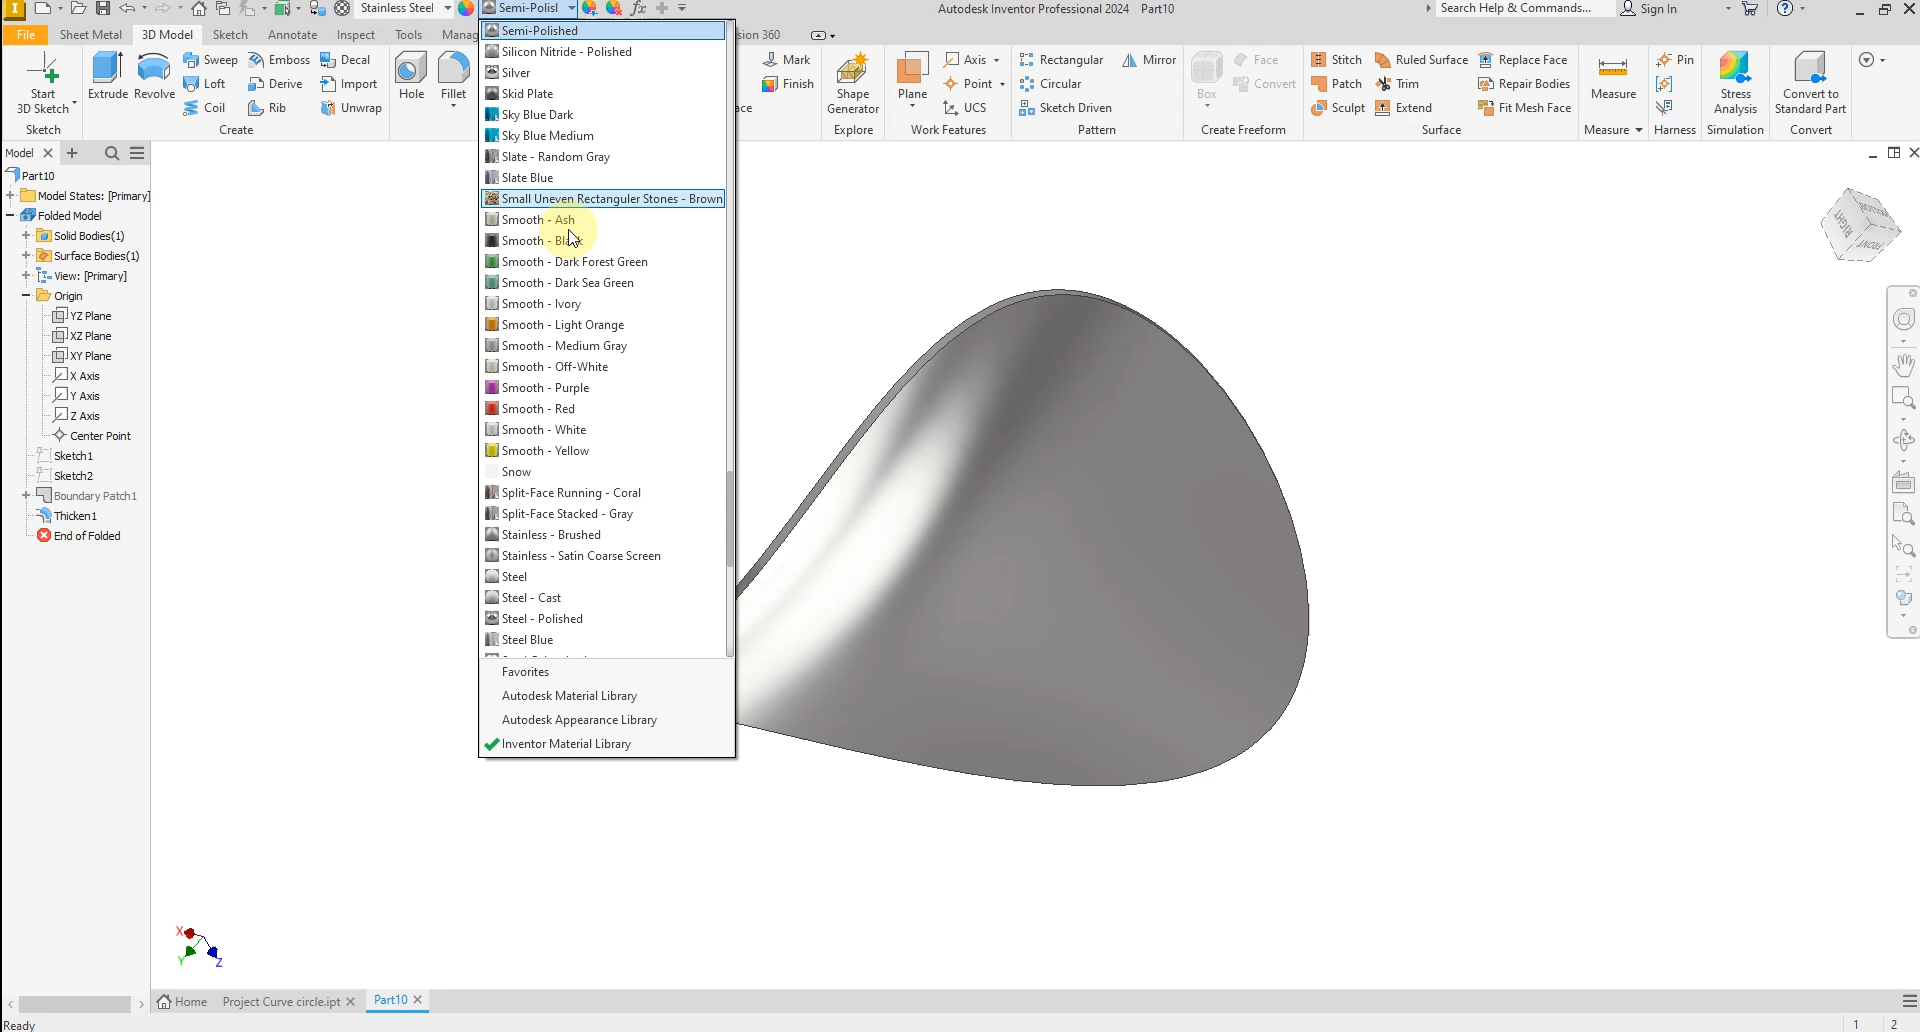 Stainless Steel
Semi-Polisl
Autodesk Inventor Professional 2024 Part10
Search Help & Commands...
Sign In
File Sheet Metal 3D Model Sketch Annotate Inspect Tools Manag sion 360
Start
3D Sketch
Sketch
Extrude
Revolve
Sweep
Loft
Coil
Emboss
Derive
Rib
Decal
Import
Unwrap
Create
Hole
Fillet
ace
Mark
Finish
Shape
Generator
Explore
Plane
Axis
Point
UCS
Work Features
Rectangular
Circular
Sketch Driven
Mirror
Pattern
Box
Face
Convert
Create Freeform
Stitch
Patch
Sculpt
Ruled Surface
Trim
Extend
Replace Face
Repair Bodies
Fit Mesh Face
Surface
Measure
Measure
Pin
Harness
Stress
Analysis
Simulation
Convert to
Standard Part
Convert
Model
Part10
Model States: [Primary]
Folded Model
Solid Bodies(1)
Surface Bodies(1)
View: [Primary]
Origin
YZ Plane
XZ Plane
XY Plane
X Axis
Y Axis
Z Axis
Center Point
Sketch1
Sketch2
Boundary Patch1
Thicken1
End of Folded
Semi-Polished
Silicon Nitride - Polished
Silver
Skid Plate
Sky Blue Dark
Sky Blue Medium
Slate - Random Gray
Slate Blue
Small Uneven Rectanguler Stones - Brown
Smooth - Ash
Smooth - Black
Smooth - Dark Forest Green
Smooth - Dark Sea Green
Smooth - Ivory
Smooth - Light Orange
Smooth - Medium Gray
Smooth - Off-White
Smooth - Purple
Smooth - Red
Smooth - White
Smooth - Yellow
Snow
Split-Face Running - Coral
Split-Face Stacked - Gray
Stainless - Brushed
Stainless - Satin Coarse Screen
Steel
Steel - Cast
Steel - Polished
Steel Blue
Favorites
Autodesk Material Library
Autodesk Appearance Library
Inventor Material Library
RIGHT
FRONT
X
Y
Z
Home
Project Curve circle.ipt
Part10
Ready
1 2